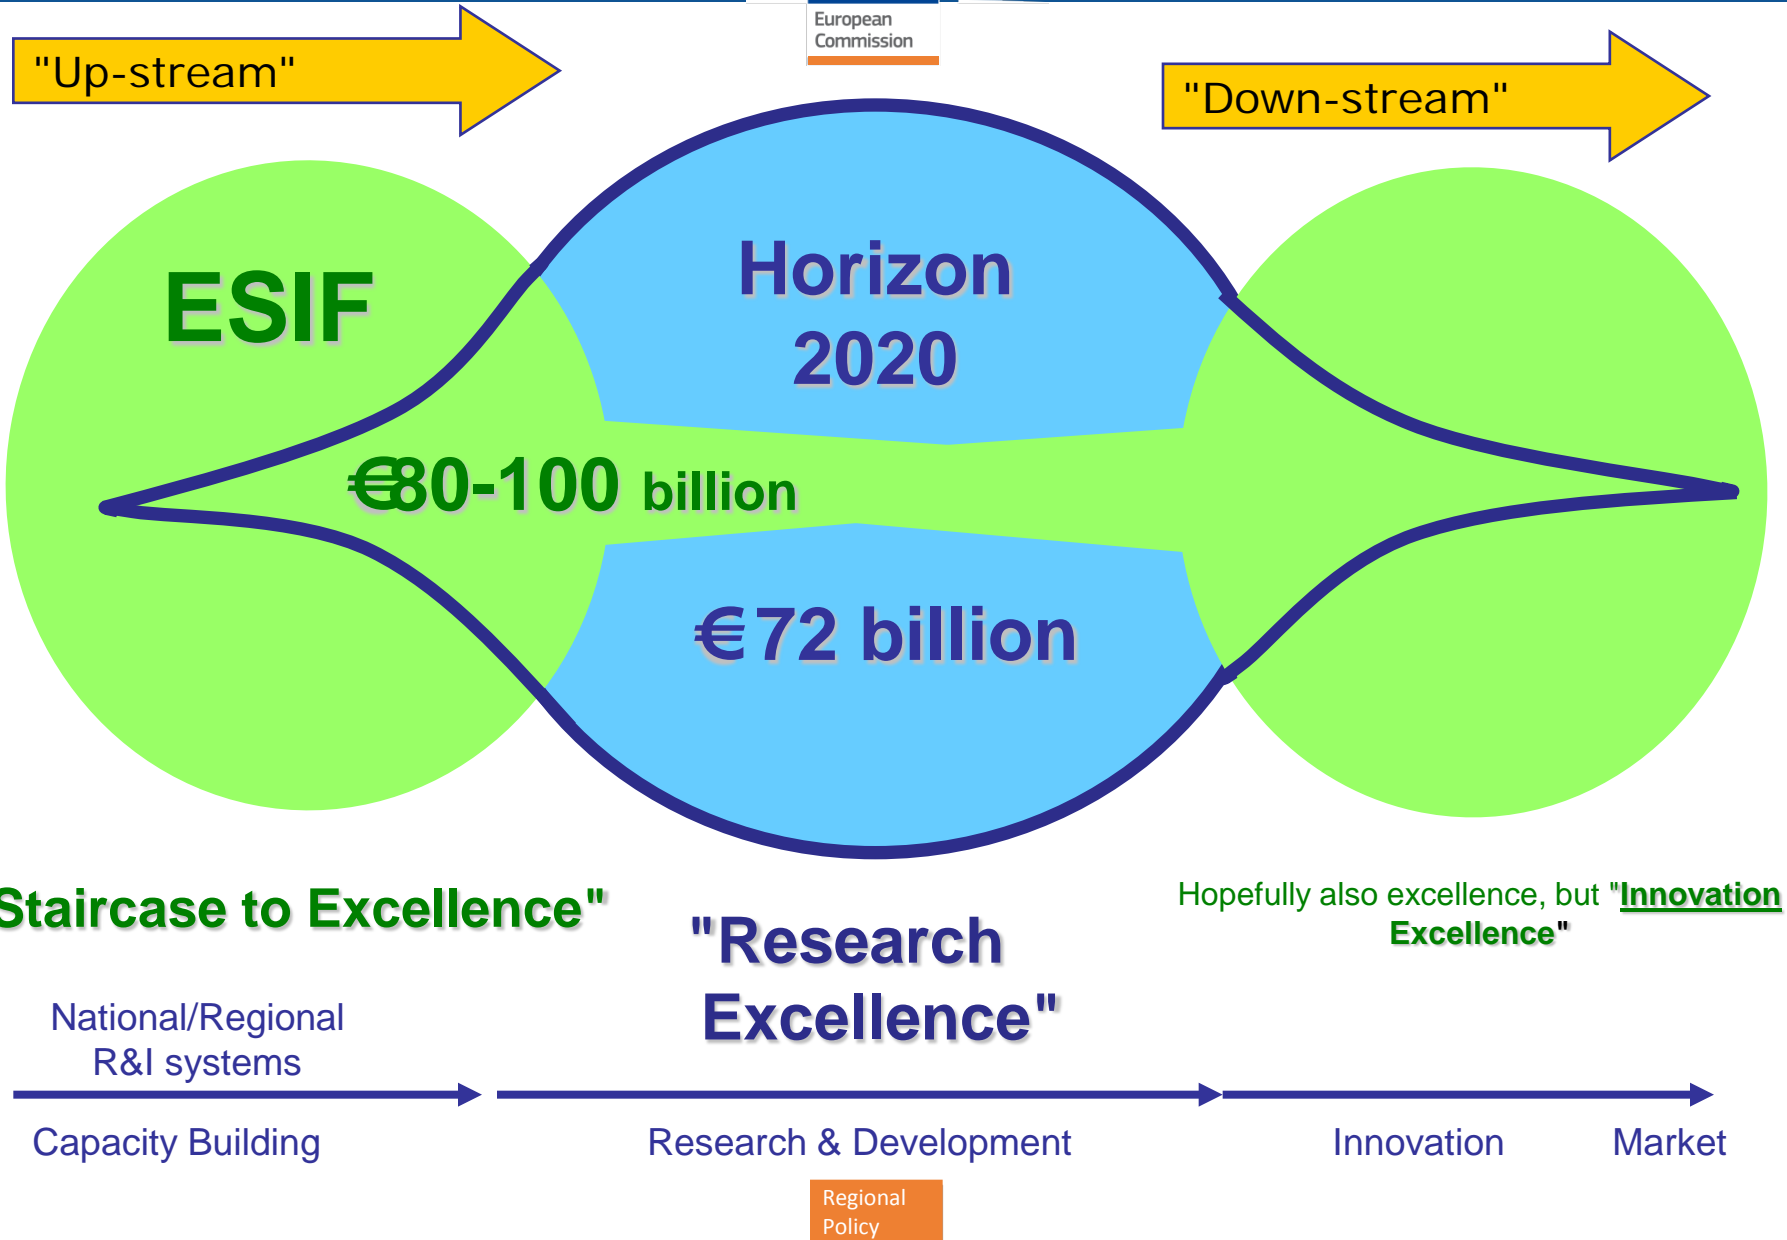 European
Commission
"Up-stream"
"Down-stream"
ESIF
Horizon
2020
€80-100 billion
€ 72 billion
Staircase to Excellence"
"Research
Excellence"
Hopefully also excellence, but "Innovation
Excellence"
National/Regional
R&I systems
Capacity Building
Research & Development
Innovation
Market
Regional
Policy